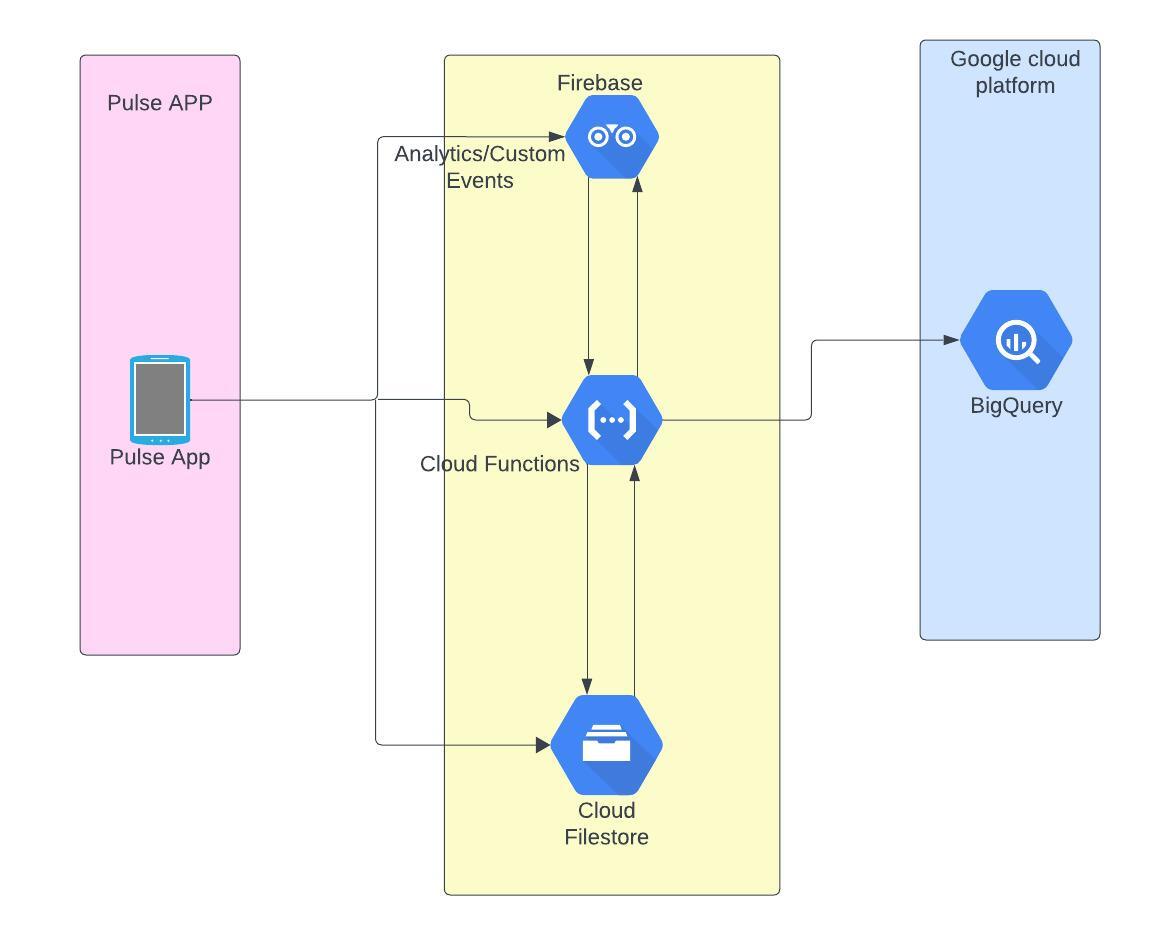 Pulse APP
Pulse App
Firebase
Analytics/Custom
Events
Cloud Functions
Cloud
Filestore
Google cloud
platform
BigQuery